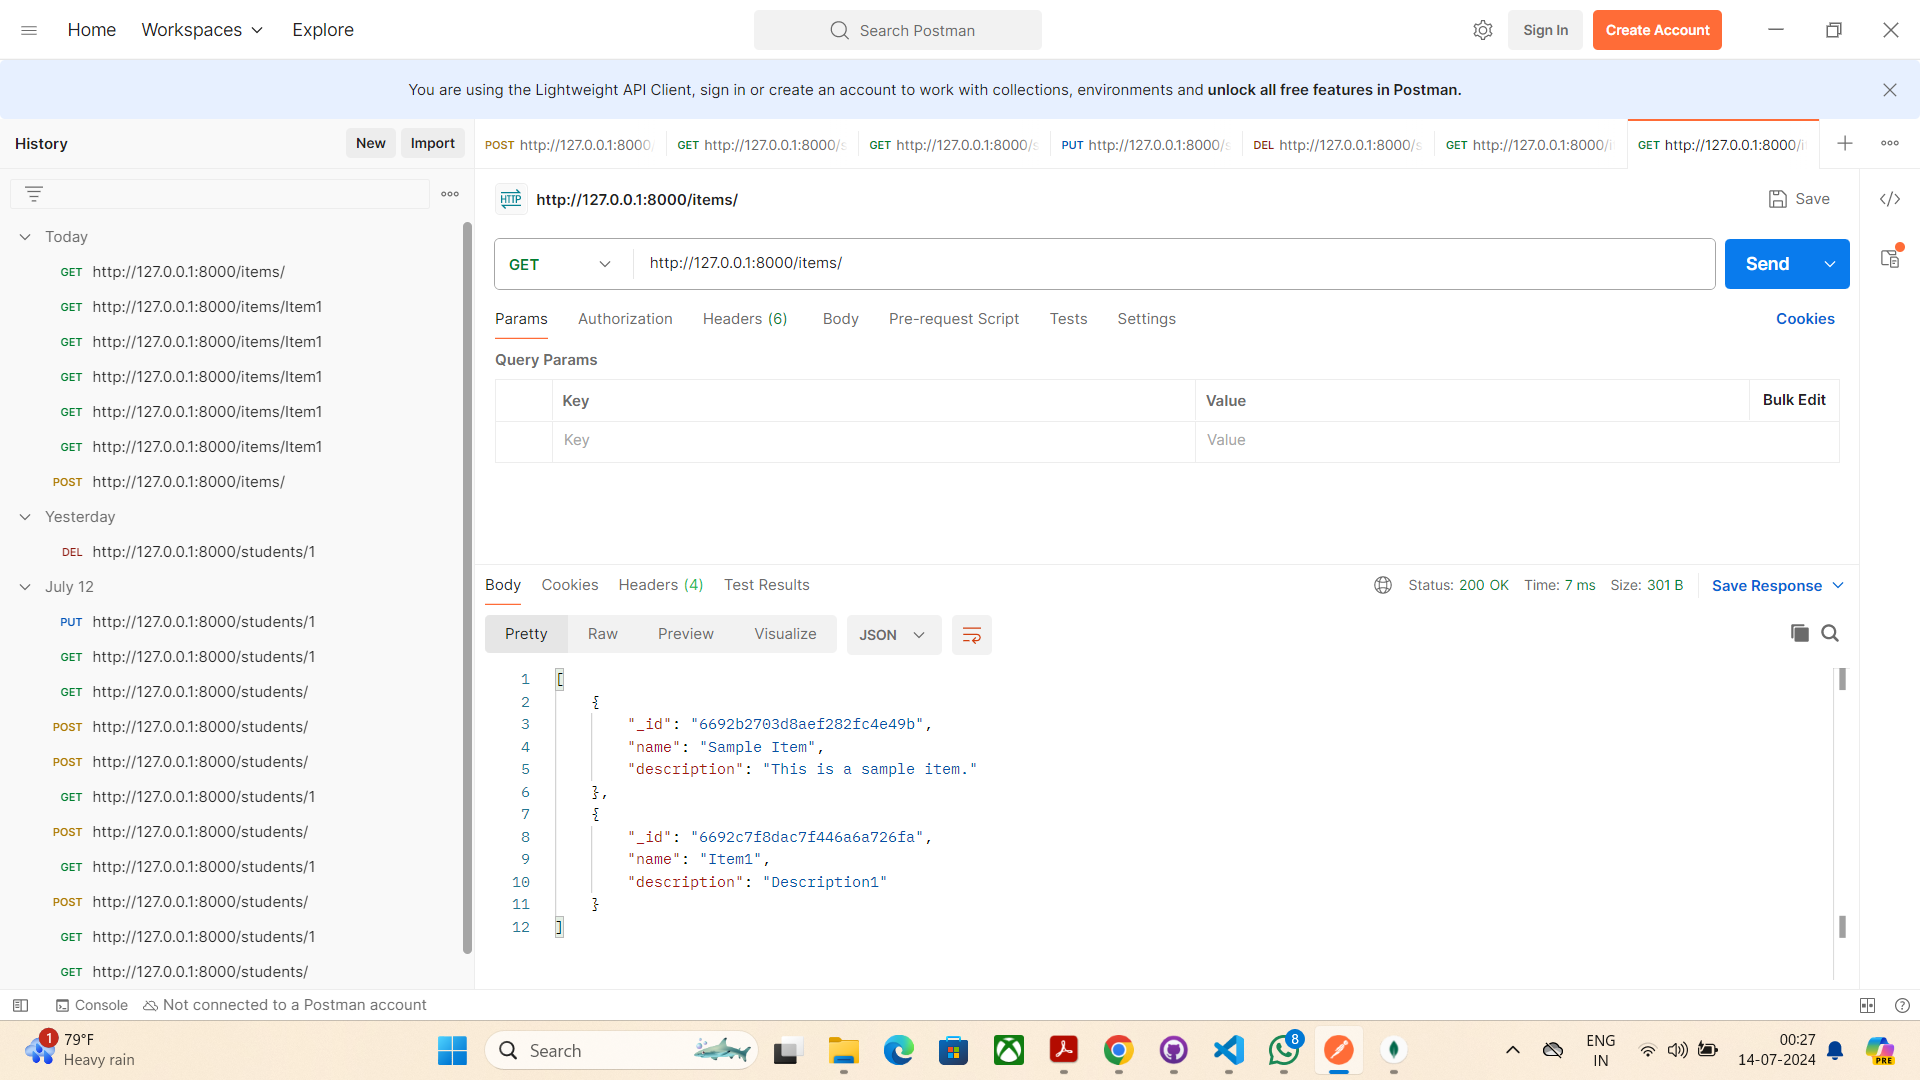 Home Workspaces Explore Search Postman Sign In Create Account
You are using the Lightweight API Client, sign in or create an account to work with collections, environments and unlock all free features in Postman.
History New Import
POST http://127.0.0.1:8000/ GET http://127.0.0.1:8000/s GET http://127.0.0.1:8000/s PUT http://127.0.0.1:8000/s DEL http://127.0.0.1:8000/s GET http://127.0.0.1:8000/i GET http://127.0.0.1:8000/i
HTTP http://127.0.0.1:8000/items/ Save
Today
GET http://127.0.0.1:8000/items/
GET http://127.0.0.1:8000/items/Item1
GET http://127.0.0.1:8000/items/Item1
GET http://127.0.0.1:8000/items/Item1
GET http://127.0.0.1:8000/items/Item1
GET http://127.0.0.1:8000/items/Item1
POST http://127.0.0.1:8000/items/
Yesterday
DEL http://127.0.0.1:8000/students/1
July 12
PUT http://127.0.0.1:8000/students/1
GET http://127.0.0.1:8000/students/1
GET http://127.0.0.1:8000/students/
POST http://127.0.0.1:8000/students/
POST http://127.0.0.1:8000/students/
GET http://127.0.0.1:8000/students/1
POST http://127.0.0.1:8000/students/
GET http://127.0.0.1:8000/students/1
POST http://127.0.0.1:8000/students/
GET http://127.0.0.1:8000/students/1
GET http://127.0.0.1:8000/students/
GET http://127.0.0.1:8000/items/ Send
Params Authorization Headers (6) Body Pre-request Script Tests Settings Cookies
Query Params
Key Value Bulk Edit
Key Value
Body Cookies Headers (4) Test Results Status: 200 OK Time: 7 ms Size: 301 B Save Response
Pretty Raw Preview Visualize JSON
1 [
2 {
3 "_id": "6692b2703d8aef282fc4e49b",
4 "name": "Sample Item",
5 "description": "This is a sample item."
6 },
7 {
8 "_id": "6692c7f8dac7f446a6a726fa",
9 "name": "Item1",
10 "description": "Description1"
11 }
12 ]
Console Not connected to a Postman account
1 79°F
Heavy rain
Search
8
ENG
IN
00:27
14-07-2024
PRE